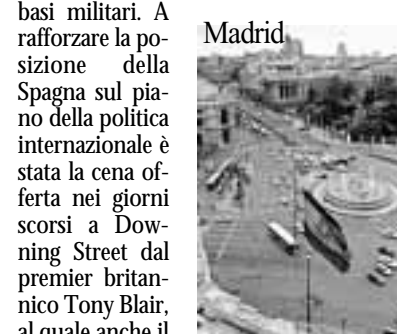 basi militari. A
rafforzare la po-
sizione della
Spagna sul pia-
no della politica
internazionale è
stata la cena of-
ferta nei giorni
scorsi a Dow-
ning Street dal
premier britan-
nico Tony Blair,
al quale anche il
Madrid